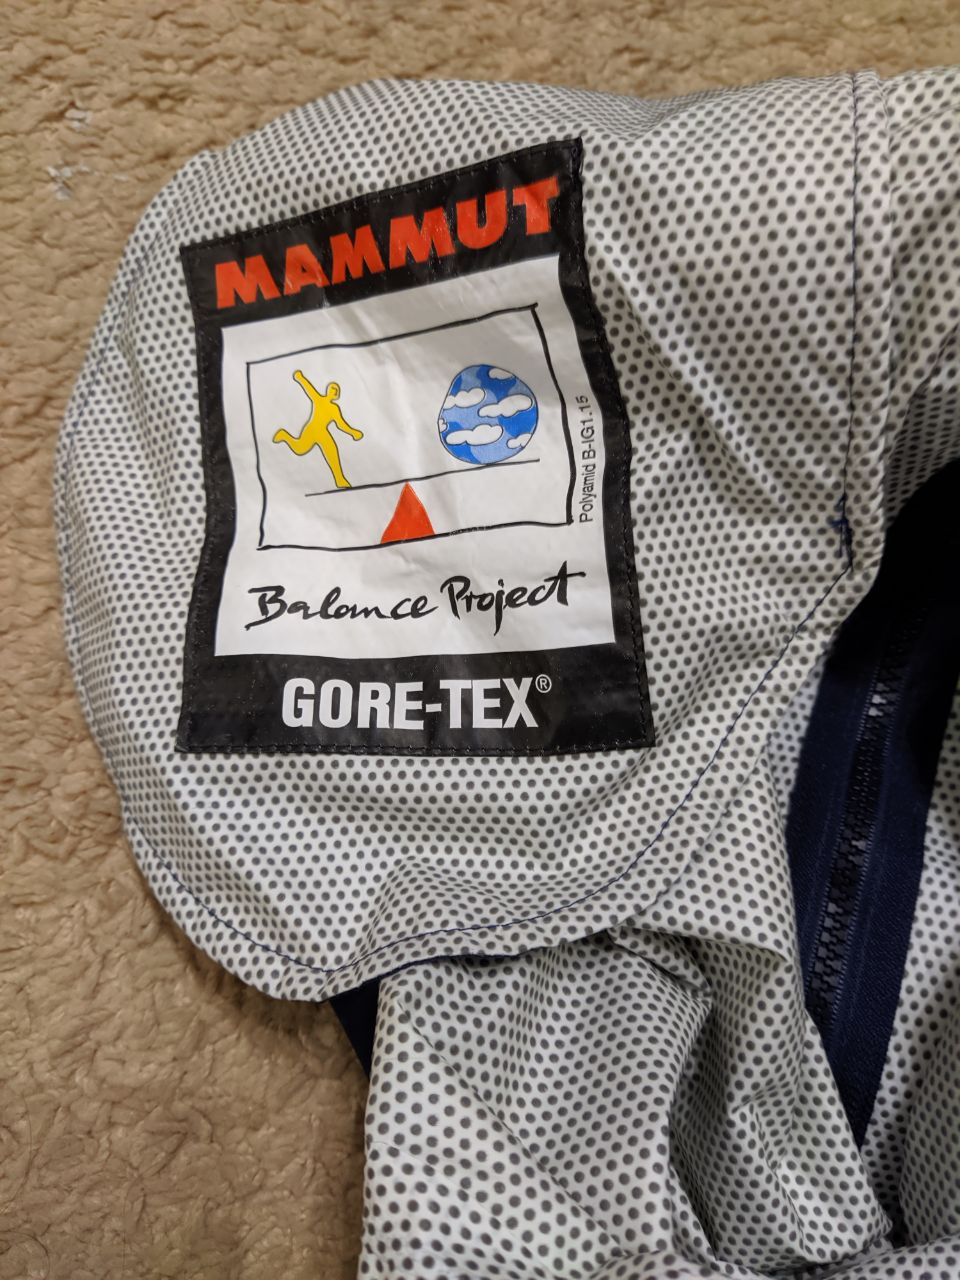 MAMMUT
Polyamid B-IG1.15
Balance Project
GORE-TEX®